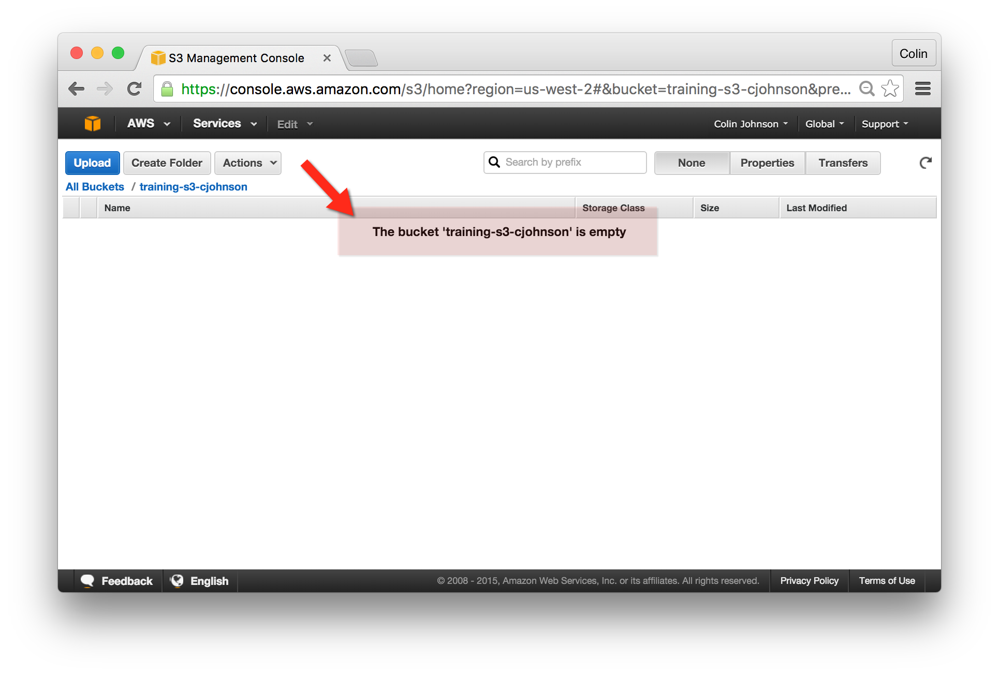 S3 Management Console
Colin
https://console.aws.amazon.com/s3/home?region=us-west-2#&bucket=training-s3-cjohnson&pre...
AWS Services Edit Colin Johnson Global Support
Upload Create Folder Actions Search by prefix None Properties Transfers
All Buckets / training-s3-cjohnson
Name Storage Class Size Last Modified
The bucket 'training-s3-cjohnson' is empty
Feedback English © 2008 - 2015, Amazon Web Services, Inc. or its affiliates. All rights reserved. Privacy Policy Terms of Use